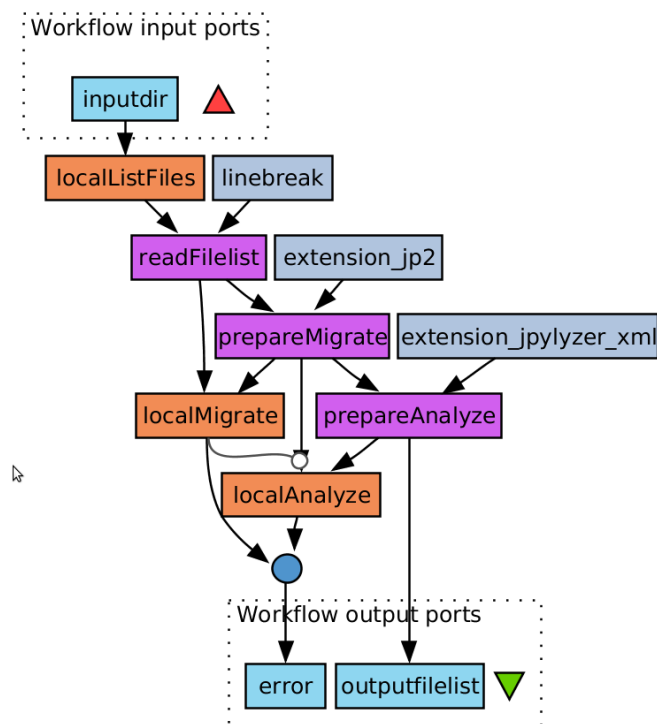 Workflow input ports
inputdir
localListFiles
linebreak
readFilelist
extension_jp2
prepareMigrate
extension_jpylyzer_xml
localMigrate
prepareAnalyze
localAnalyze
Workflow output ports
error
outputfilelist